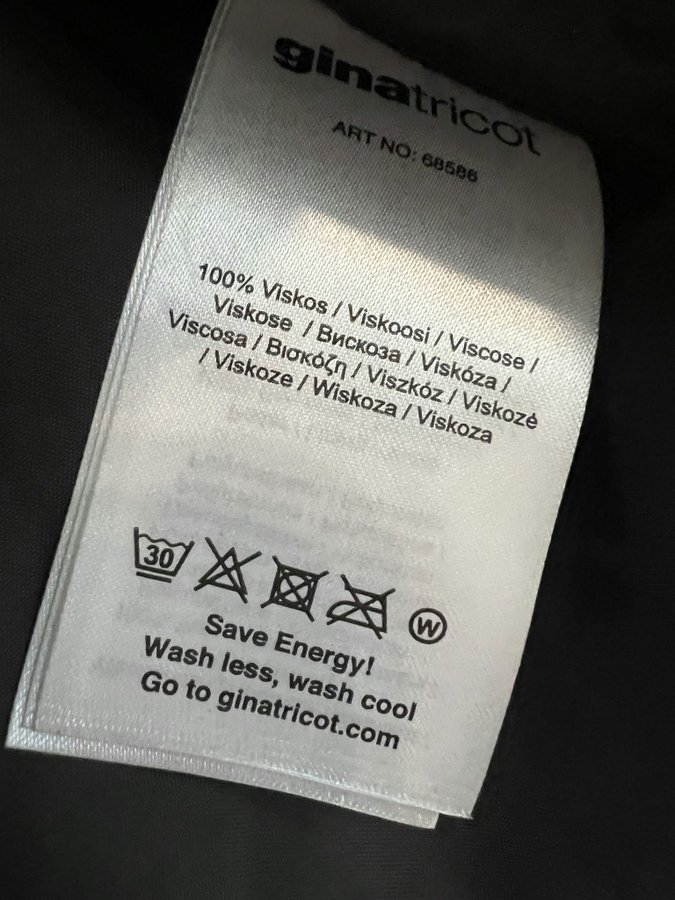 ginatricot
ART NO: 68586
100% Viskos / Viskoosi / Viscose /
Viskose / Вискоза / Viskóza /
Viscosa / Βισκόζη / Viszkóz / Viskozė
/ Viskoze / Wiskoza / Viskoza
30
W
Save Energy!
Wash less, wash cool
Go to ginatricot.com